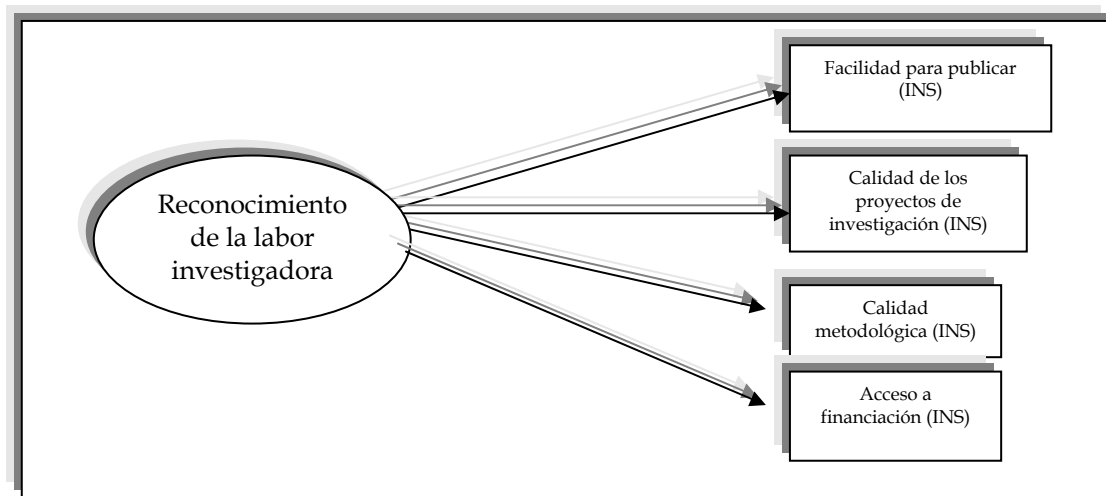 Facilidad para publicar
(INS)
Reconocimiento
de la labor
investigadora
Calidad de los
proyectos de
investigación (INS)
Calidad
metodológica (INS)
Acceso a
financiación (INS)